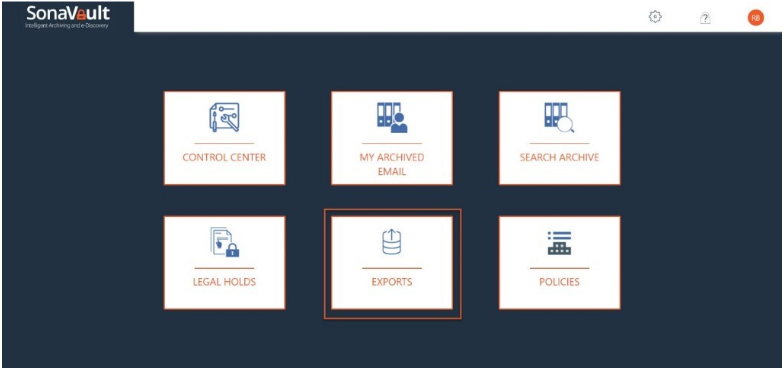 SonaVault
Intelligent Archiving and e-Discovery
?
RB
CONTROL CENTER
MY ARCHIVED
EMAIL
SEARCH ARCHIVE
LEGAL HOLDS
EXPORTS
POLICIES